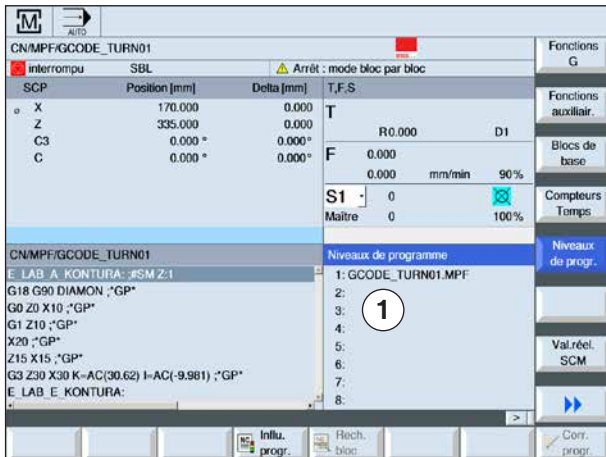 M
AUTO
CN/MPF/GCODE_TURN01
interrompu SBL Arrêt : mode bloc par bloc
SCP Position [mm] Delta [mm] T,F,S
X 170.000 0.000
Z 335.000 0.000
C3 0.000 ° 0.000°
C 0.000 ° 0.000°
T
R0.000 D1
F 0.000
0.000 mm/min 90%
S1 0
Maître 0 100%
CN/MPF/GCODE_TURN01
E_LAB_A_KONTURA: ;#SM Z:1
G18 G90 DIAMON ;*GP*
G0 Z0 X10 ;*GP*
G1 Z10 ;*GP*
X20 ;*GP*
Z15 X15 ;*GP*
G3 Z30 X30 K=AC(30.62) I=AC(-9.981) ;*GP*
E_LAB_E_KONTURA:
Niveaux de programme
1: GCODE_TURN01.MPF
2:
3:
4:
5:
6:
7:
8:
1
>
Fonctions
G
Fonctions
auxiliair.
Blocs de
base
Compteurs
Temps
Niveaux
de progr.
Val.réel.
SCM
NC Influ.
progr.
Rech.
bloc
Corr.
progr.